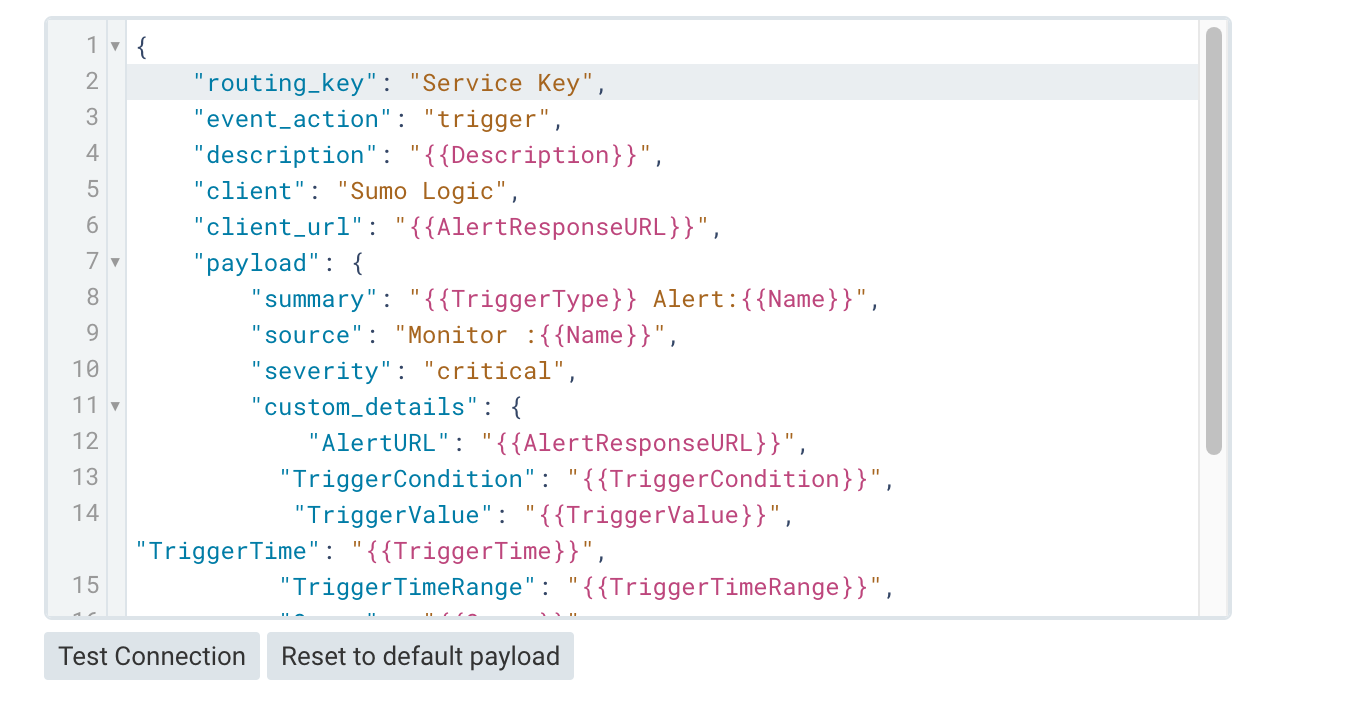 1 ▼ {
2 "routing_key": "Service Key",
3 "event_action": "trigger",
4 "description": "{{Description}}",
5 "client": "Sumo Logic",
6 "client_url": "{{AlertResponseURL}}",
7 ▼ "payload": {
8 "summary": "{{TriggerType}} Alert:{{Name}}",
9 "source": "Monitor :{{Name}}",
10 "severity": "critical",
11 ▼ "custom_details": {
12 "AlertURL": "{{AlertResponseURL}}",
13 "TriggerCondition": "{{TriggerCondition}}",
14 "TriggerValue": "{{TriggerValue}}",
"TriggerTime": "{{TriggerTime}}",
15 "TriggerTimeRange": "{{TriggerTimeRange}}",
Test Connection Reset to default payload